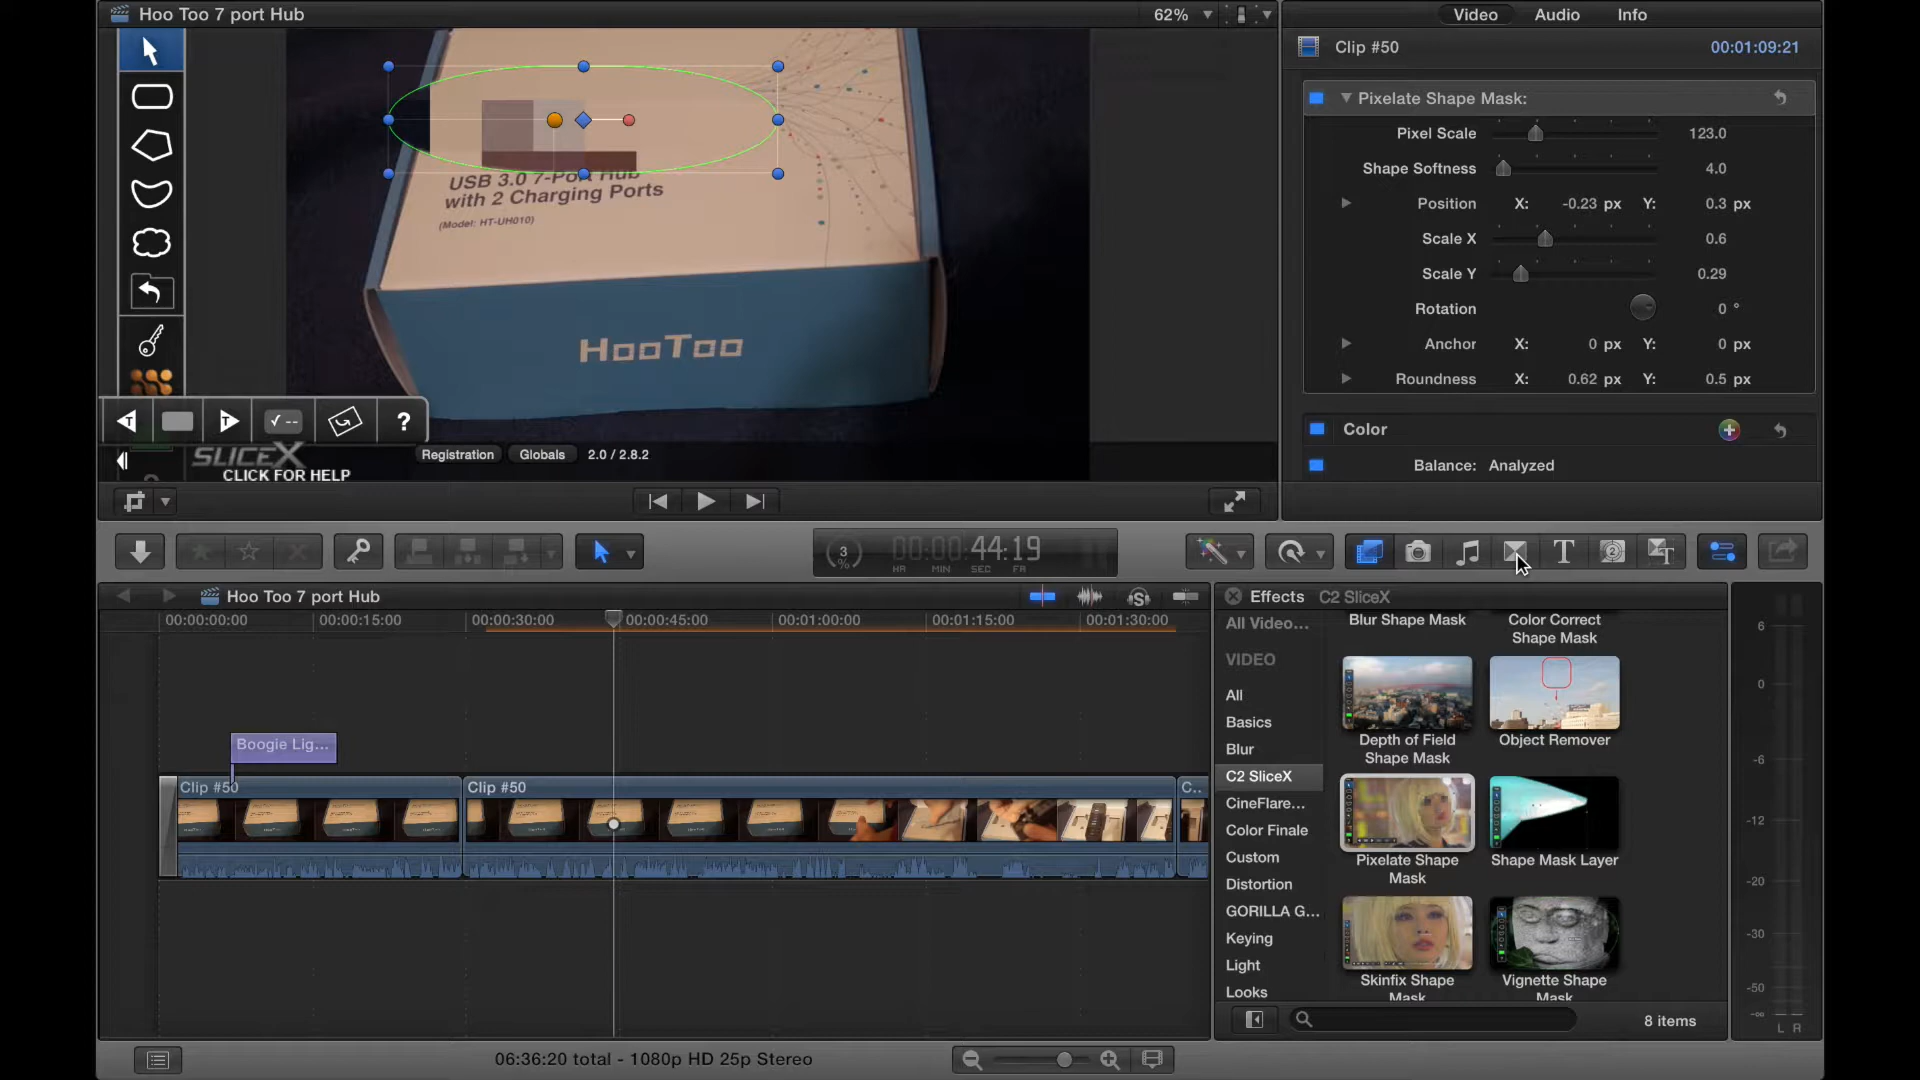 Hoo Too 7 port Hub
62%
USB 3.0 7-Port Hub
with 2 Charging Ports
(Model: HT-UH010)
HooToo
T
T
✓ --
?
SLICEX
CLICK FOR HELP
Registration
Globals
2.0 / 2.8.2
Video
Audio
Info
Clip #50
00:01:09:21
Pixelate Shape Mask:
Pixel Scale 123.0
Shape Softness 4.0
Position X: -0.23 px Y: 0.3 px
Scale X 0.6
Scale Y 0.29
Rotation 0 °
Anchor X: 0 px Y: 0 px
Roundness X: 0.62 px Y: 0.5 px
Color
Balance: Analyzed
3
%
00:00:44:19
HR MIN SEC FR
T
2
T
Hoo Too 7 port Hub
S
00:00:00:00
00:00:15:00
00:00:30:00
00:00:45:00
00:01:00:00
00:01:15:00
00:01:30:00
Boogie Lig...
Clip #50
Clip #50
C..
Effects
C2 SliceX
All Video...
VIDEO
All
Basics
Blur
C2 SliceX
CineFlare...
Color Finale
Custom
Distortion
GORILLA G...
Keying
Light
Looks
Blur Shape Mask
Color Correct
Shape Mask
Depth of Field
Shape Mask
Object Remover
Pixelate Shape
Mask
Shape Mask Layer
Skinfix Shape
Mask
Vignette Shape
Mask
8 items
6
0
-6
-12
-20
-30
-50
-∞
L R
06:36:20 total - 1080p HD 25p Stereo